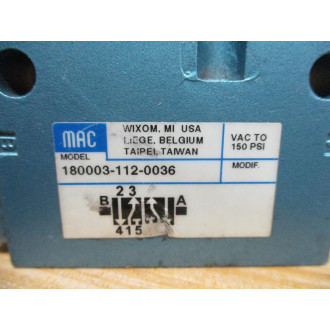 MAC
WIXOM, MI USA
LIEGE, BELGIUM
TAIPEI, TAIWAN
VAC TO
150 PSI
MODEL
180003-112-0036
MODIF.
2 3
B A
4 1 5